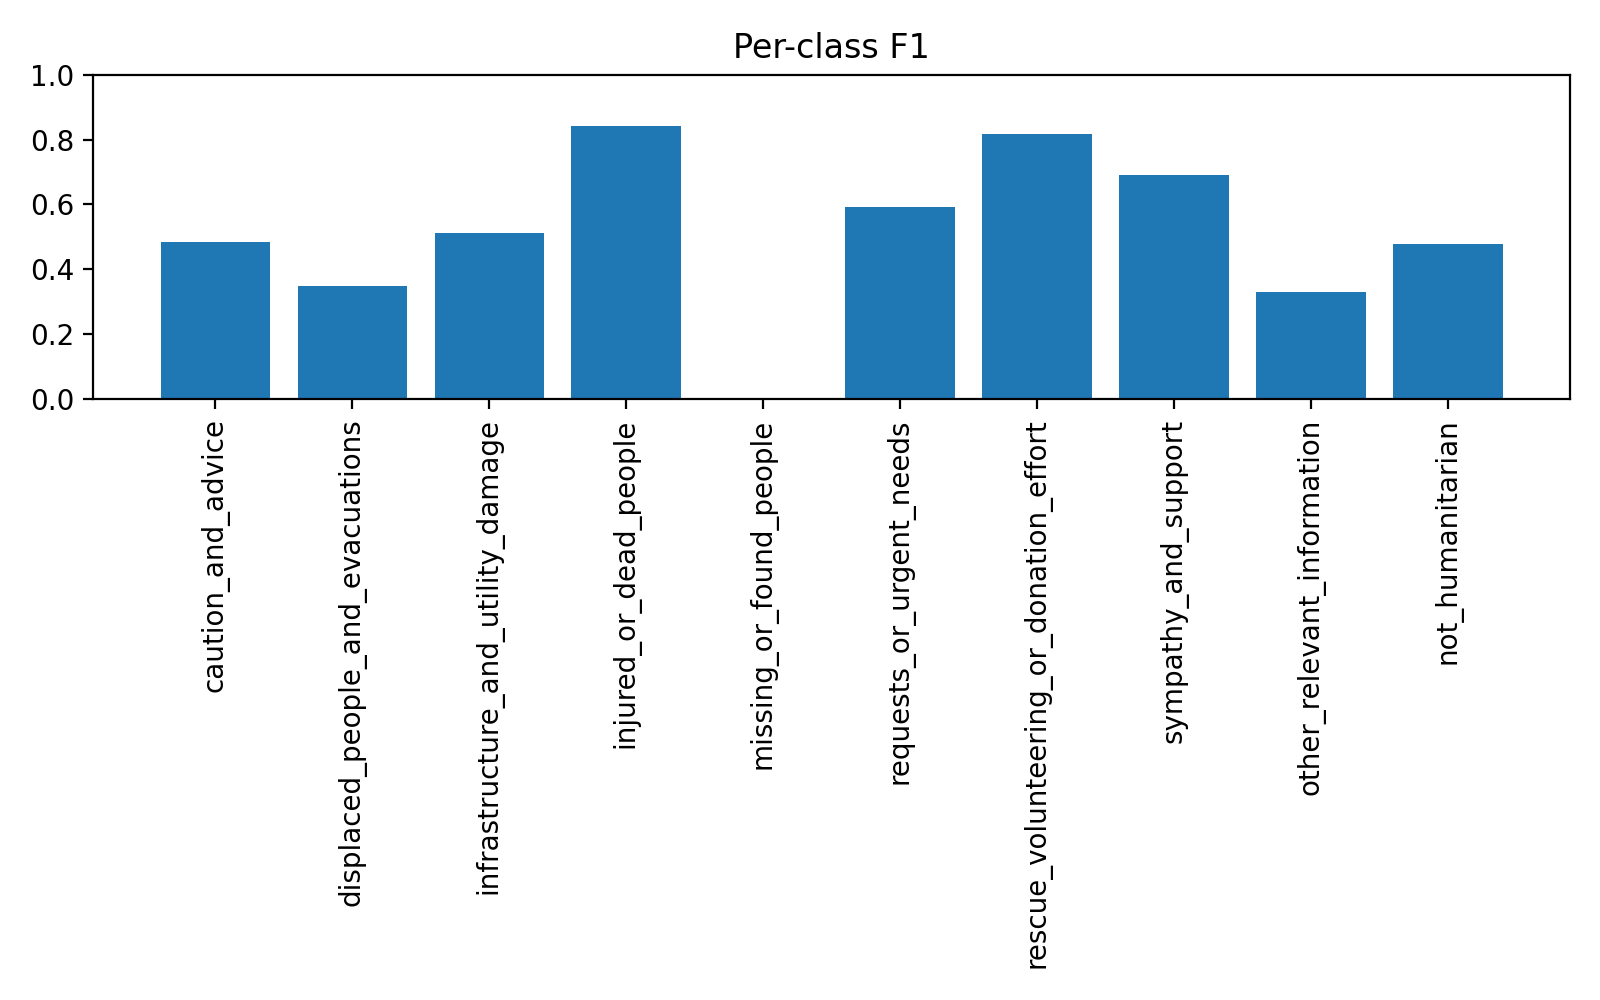 Per-class F1
1.0
0.8
0.6
0.4
0.2
0.0
caution_and_advice
displaced_people_and_evacuations
infrastructure_and_utility_damage
injured_or_dead_people
missing_or_found_people
requests_or_urgent_needs
rescue_volunteering_or_donation_effort
sympathy_and_support
other_relevant_information
not_humanitarian